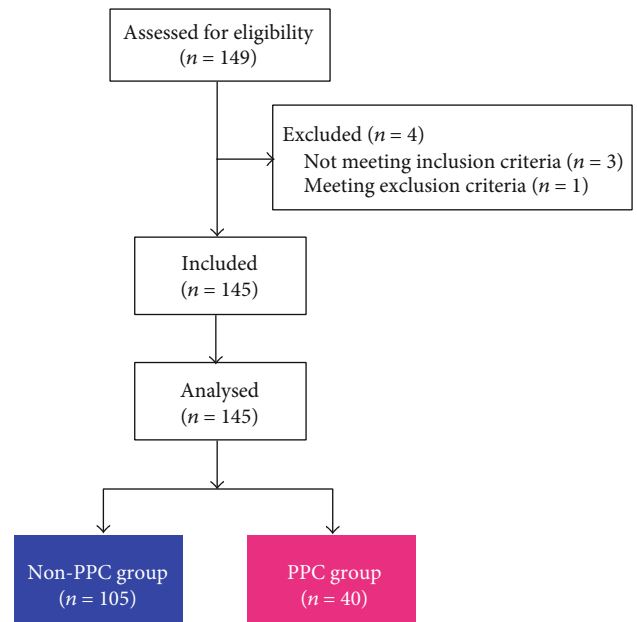 Assessed for eligibility
(n = 149)
Excluded (n = 4)
Not meeting inclusion criteria (n = 3)
Meeting exclusion criteria (n = 1)
Included
(n = 145)
Analysed
(n = 145)
Non-PPC group
(n = 105)
PPC group
(n = 40)